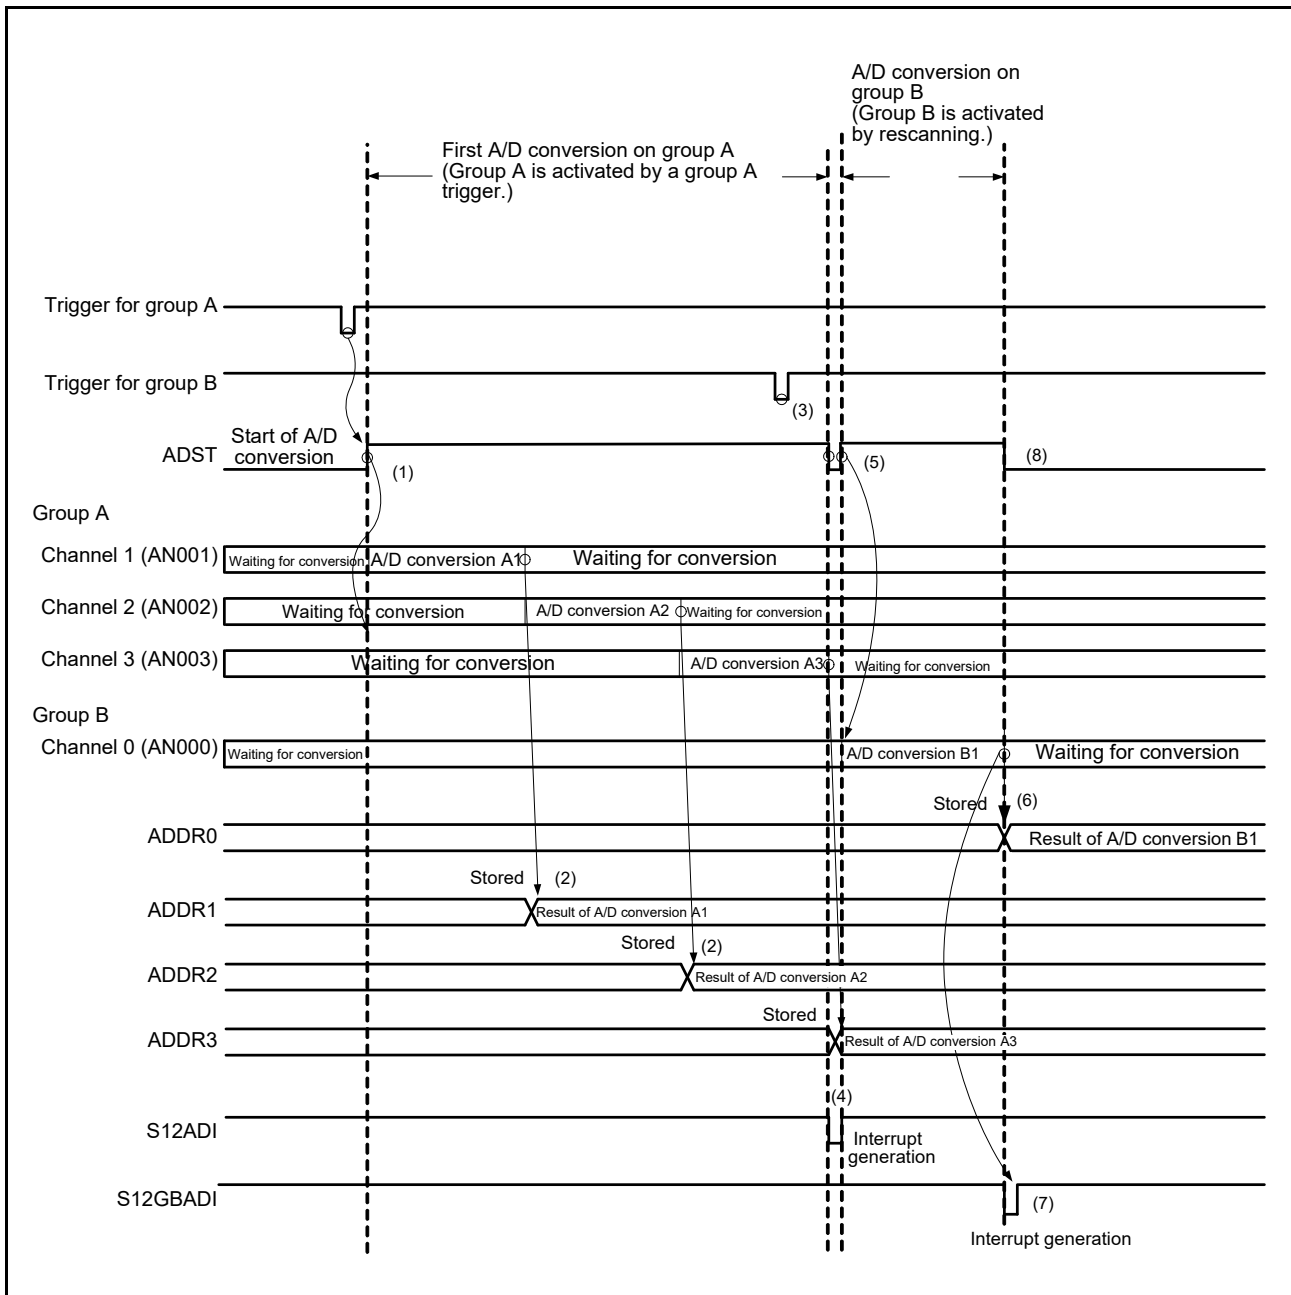 A/D conversion on
group B
(Group B is activated
by rescanning.)
First A/D conversion on group A
(Group A is activated by a group A
trigger.)
Trigger for group A
Trigger for group B
(3)
ADST
Start of A/D
conversion
(1)
(5)
(8)
Group A
Channel 1 (AN001)
Waiting for conversion
A/D conversion A1
Waiting for conversion
Channel 2 (AN002)
Waiting for conversion
A/D conversion A2
Waiting for conversion
Channel 3 (AN003)
Waiting for conversion
A/D conversion A3
Waiting for conversion
Group B
Channel 0 (AN000)
Waiting for conversion
A/D conversion B1
Waiting for conversion
Stored
(6)
ADDR0
Result of A/D conversion B1
Stored
(2)
ADDR1
Result of A/D conversion A1
Stored
(2)
ADDR2
Result of A/D conversion A2
Stored
ADDR3
Result of A/D conversion A3
(4)
S12ADI
Interrupt
generation
S12GBADI
(7)
Interrupt generation